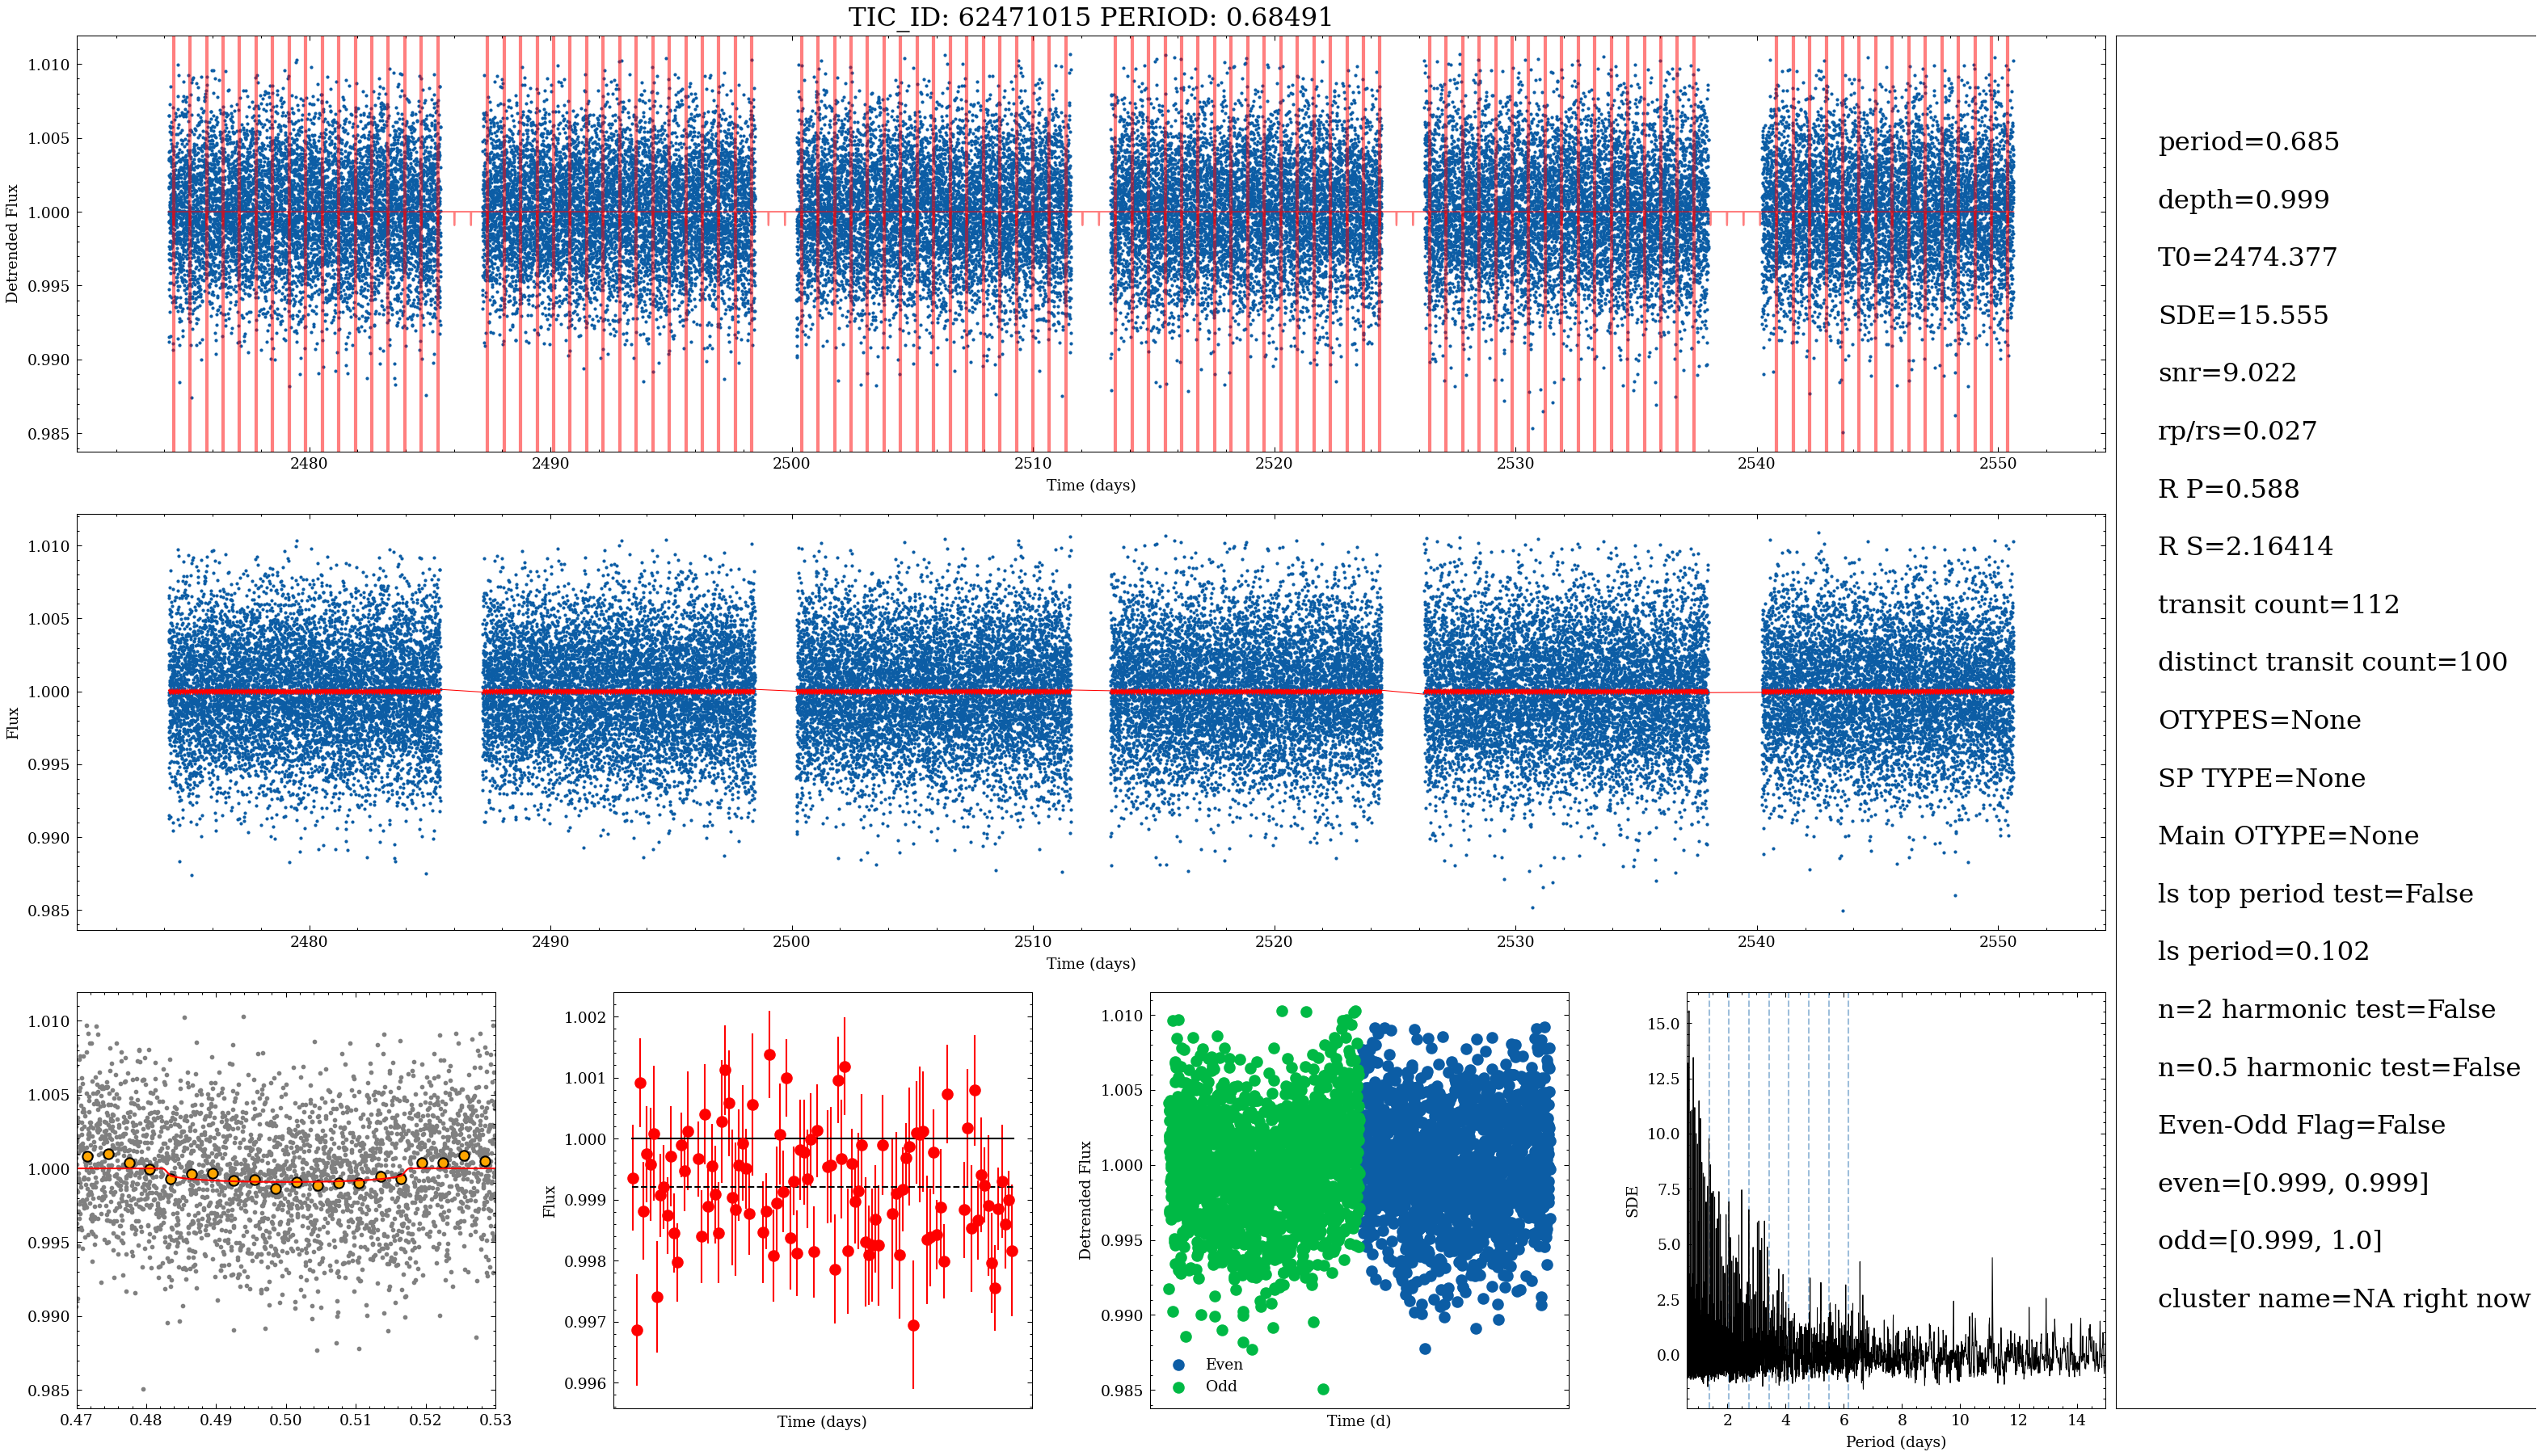 TIC_ID: 62471015 PERIOD: 0.68491
1.010
1.005
1.000
0.995
0.990
0.985
Detrended Flux
2480 2490 2500 2510 2520 2530 2540 2550
Time (days)
1.010
1.005
1.000
0.995
0.990
0.985
Flux
2480 2490 2500 2510 2520 2530 2540 2550
Time (days)
1.010
1.005
1.000
0.995
0.990
0.985
0.47 0.48 0.49 0.50 0.51 0.52 0.53
1.002
1.001
1.000
0.999
0.998
0.997
0.996
Flux
Time (days)
1.010
1.005
1.000
0.995
0.990
0.985
Detrended Flux
Even
Odd
Time (d)
15.0
12.5
10.0
7.5
5.0
2.5
0.0
SDE
2 4 6 8 10 12 14
Period (days)
period=0.685
depth=0.999
T0=2474.377
SDE=15.555
snr=9.022
rp/rs=0.027
R P=0.588
R S=2.16414
transit count=112
distinct transit count=100
OTYPES=None
SP TYPE=None
Main OTYPE=None
ls top period test=False
ls period=0.102
n=2 harmonic test=False
n=0.5 harmonic test=False
Even-Odd Flag=False
even=[0.999, 0.999]
odd=[0.999, 1.0]
cluster name=NA right now